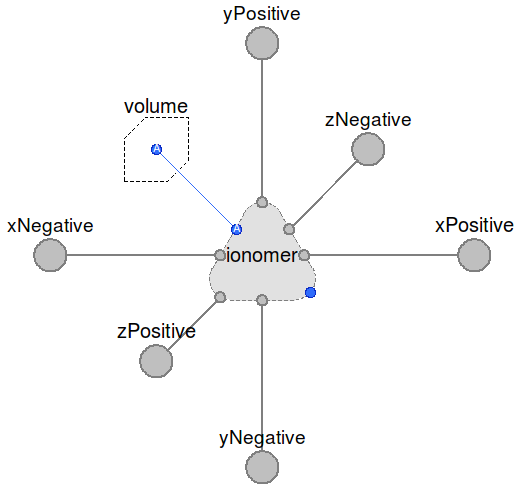 yPositive
volume
zNegative
A
xNegative
A
xPositive
ionomer
zPositive
yNegative